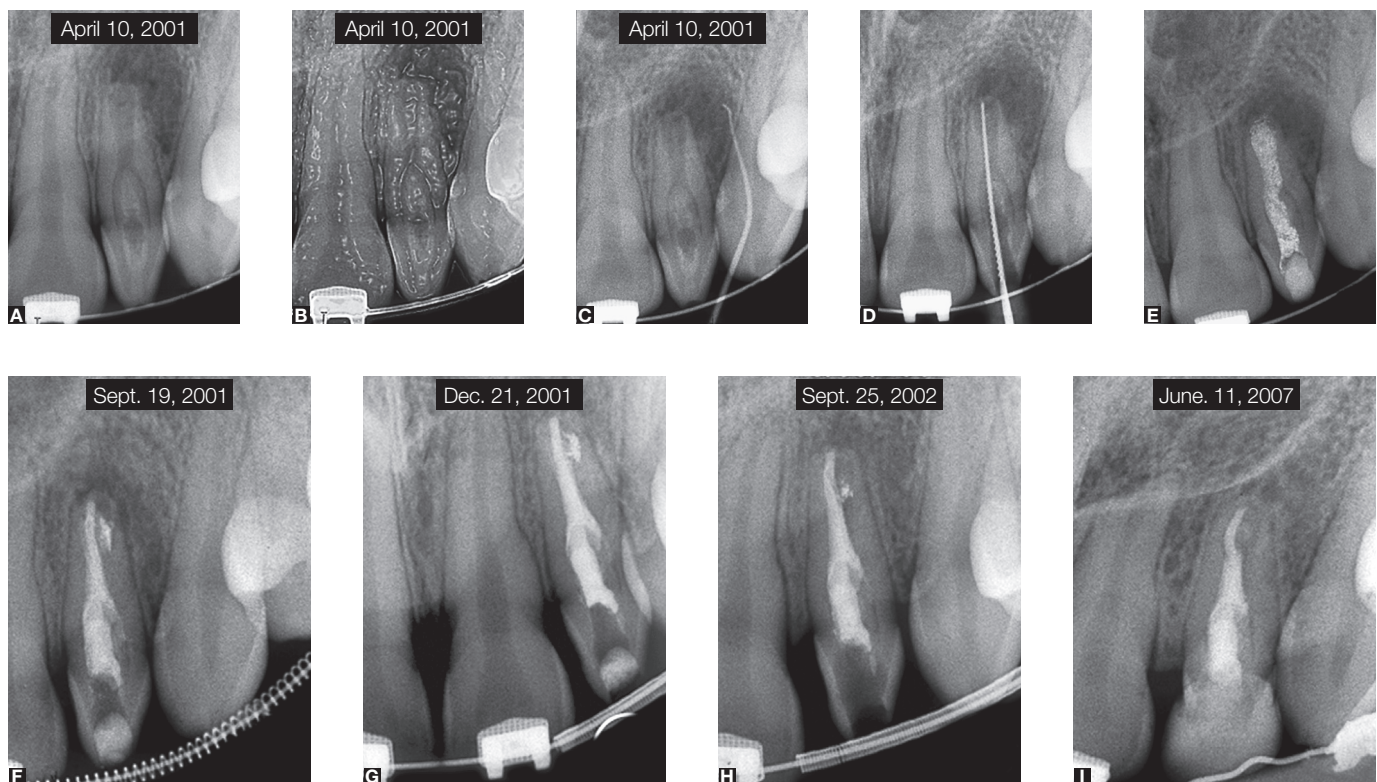 April 10, 2001
April 10, 2001
April 10, 2001
A
B
C
D
E
Sept. 19, 2001
Dec. 21, 2001
Sept. 25, 2002
June. 11, 2007
F
G
H
I